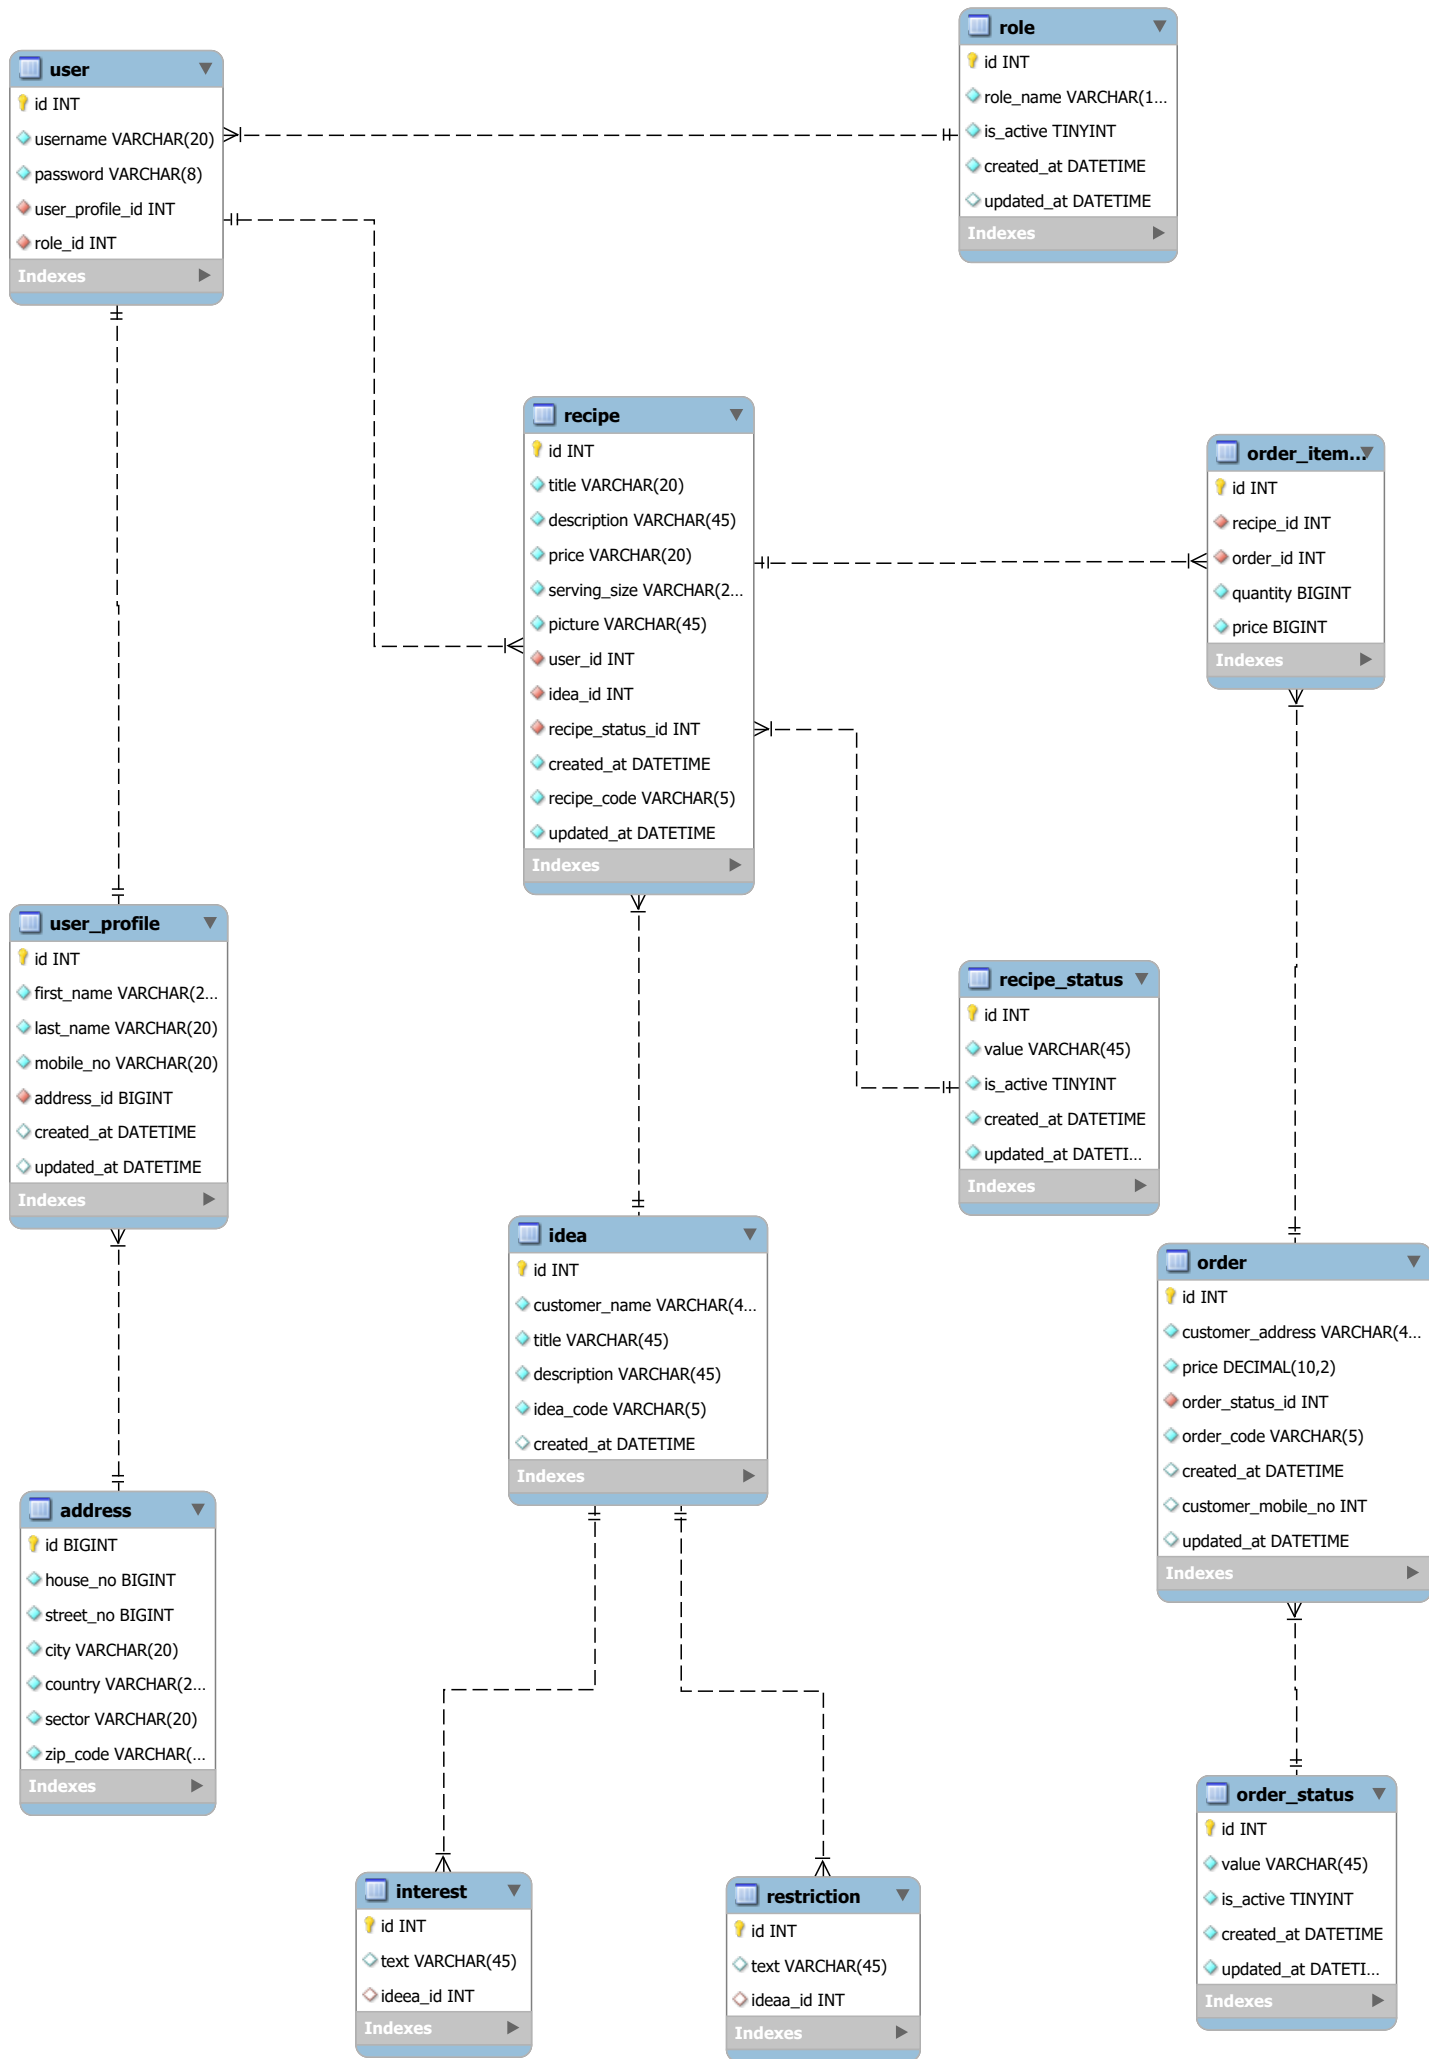 user
id INT
username VARCHAR(20)
password VARCHAR(8)
user_profile_id INT
role_id INT
Indexes
role
id INT
role_name VARCHAR(1...
is_active TINYINT
created_at DATETIME
updated_at DATETIME
Indexes
recipe
id INT
title VARCHAR(20)
description VARCHAR(45)
price VARCHAR(20)
serving_size VARCHAR(2...
picture VARCHAR(45)
user_id INT
idea_id INT
recipe_status_id INT
created_at DATETIME
recipe_code VARCHAR(5)
updated_at DATETIME
Indexes
order_item...
id INT
recipe_id INT
order_id INT
quantity BIGINT
price BIGINT
Indexes
user_profile
id INT
first_name VARCHAR(2...
last_name VARCHAR(20)
mobile_no VARCHAR(20)
address_id BIGINT
created_at DATETIME
updated_at DATETIME
Indexes
recipe_status
id INT
value VARCHAR(45)
is_active TINYINT
created_at DATETIME
updated_at DATETI...
Indexes
idea
id INT
customer_name VARCHAR(4...
title VARCHAR(45)
description VARCHAR(45)
idea_code VARCHAR(5)
created_at DATETIME
Indexes
order
id INT
customer_address VARCHAR(4...
price DECIMAL(10,2)
order_status_id INT
order_code VARCHAR(5)
created_at DATETIME
customer_mobile_no INT
updated_at DATETIME
Indexes
address
id BIGINT
house_no BIGINT
street_no BIGINT
city VARCHAR(20)
country VARCHAR(2...
sector VARCHAR(20)
zip_code VARCHAR(...
Indexes
order_status
id INT
value VARCHAR(45)
is_active TINYINT
created_at DATETIME
updated_at DATETI...
Indexes
interest
id INT
text VARCHAR(45)
ideea_id INT
Indexes
restriction
id INT
text VARCHAR(45)
ideaa_id INT
Indexes